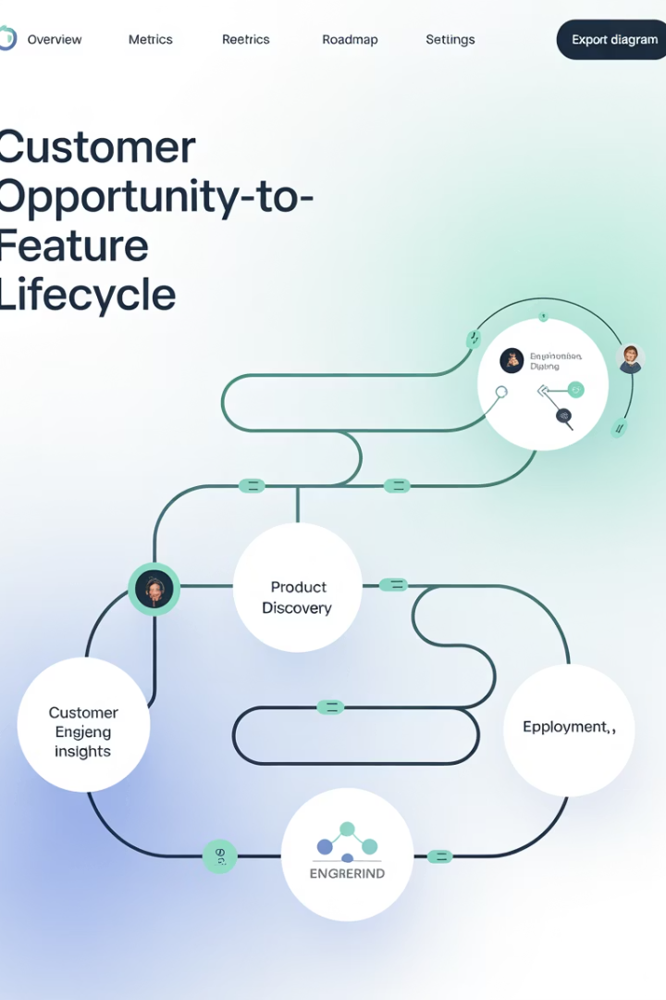 Overview Metrics Reetrics Roadmap Settings Export diagram
Customer
Opportunity-to-
Feature
Lifecycle
Product
Discovery
Customer
Engjeng
insights
Epployment,,
ENGRERIND